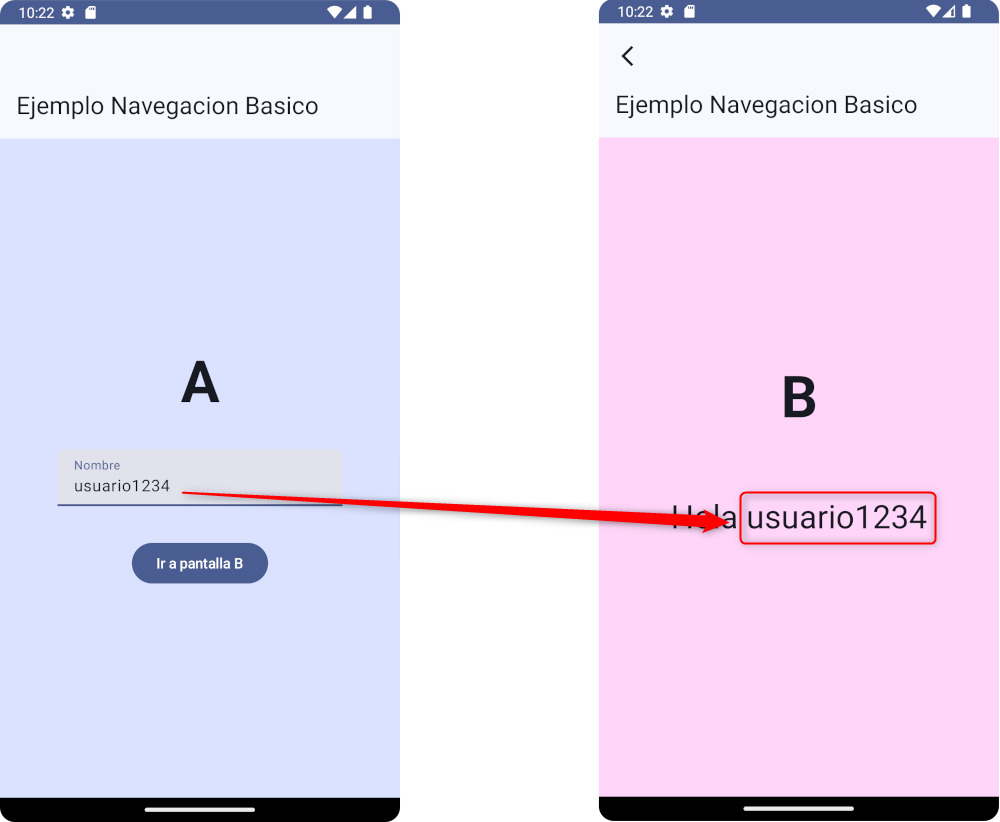 10:22
Ejemplo Navegacion Basico
A
Nombre
usuario1234
Ir a pantalla B
10:22
Ejemplo Navegacion Basico
B
Hola usuario1234